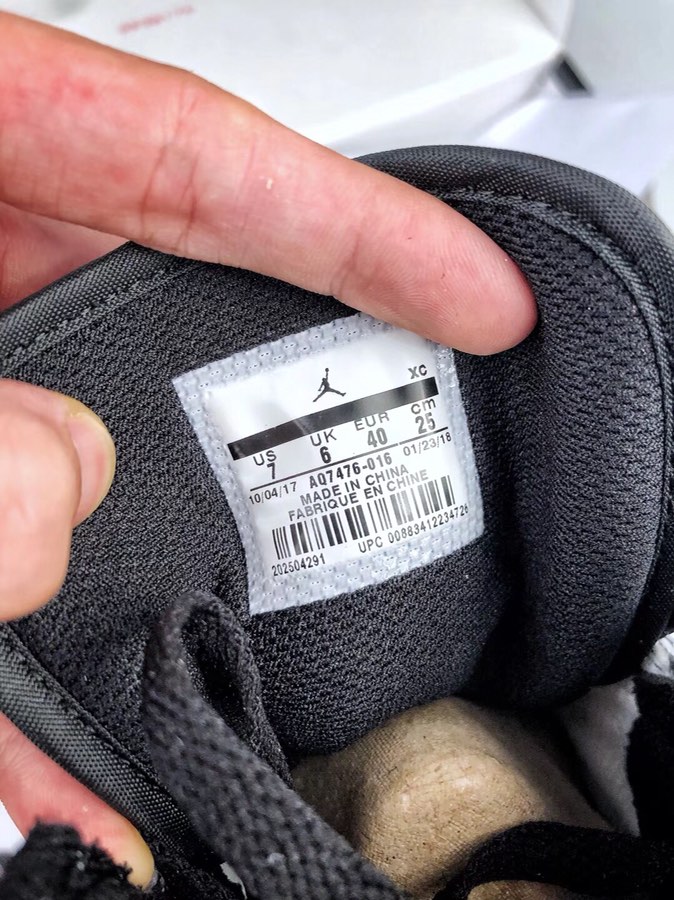 XC
US UK EUR cm
7 6 40 25
10/04/17 AQ7476-016 01/23/18
MADE IN CHINA
FABRIQUE EN CHINE
202504291 UPC 00883412234728